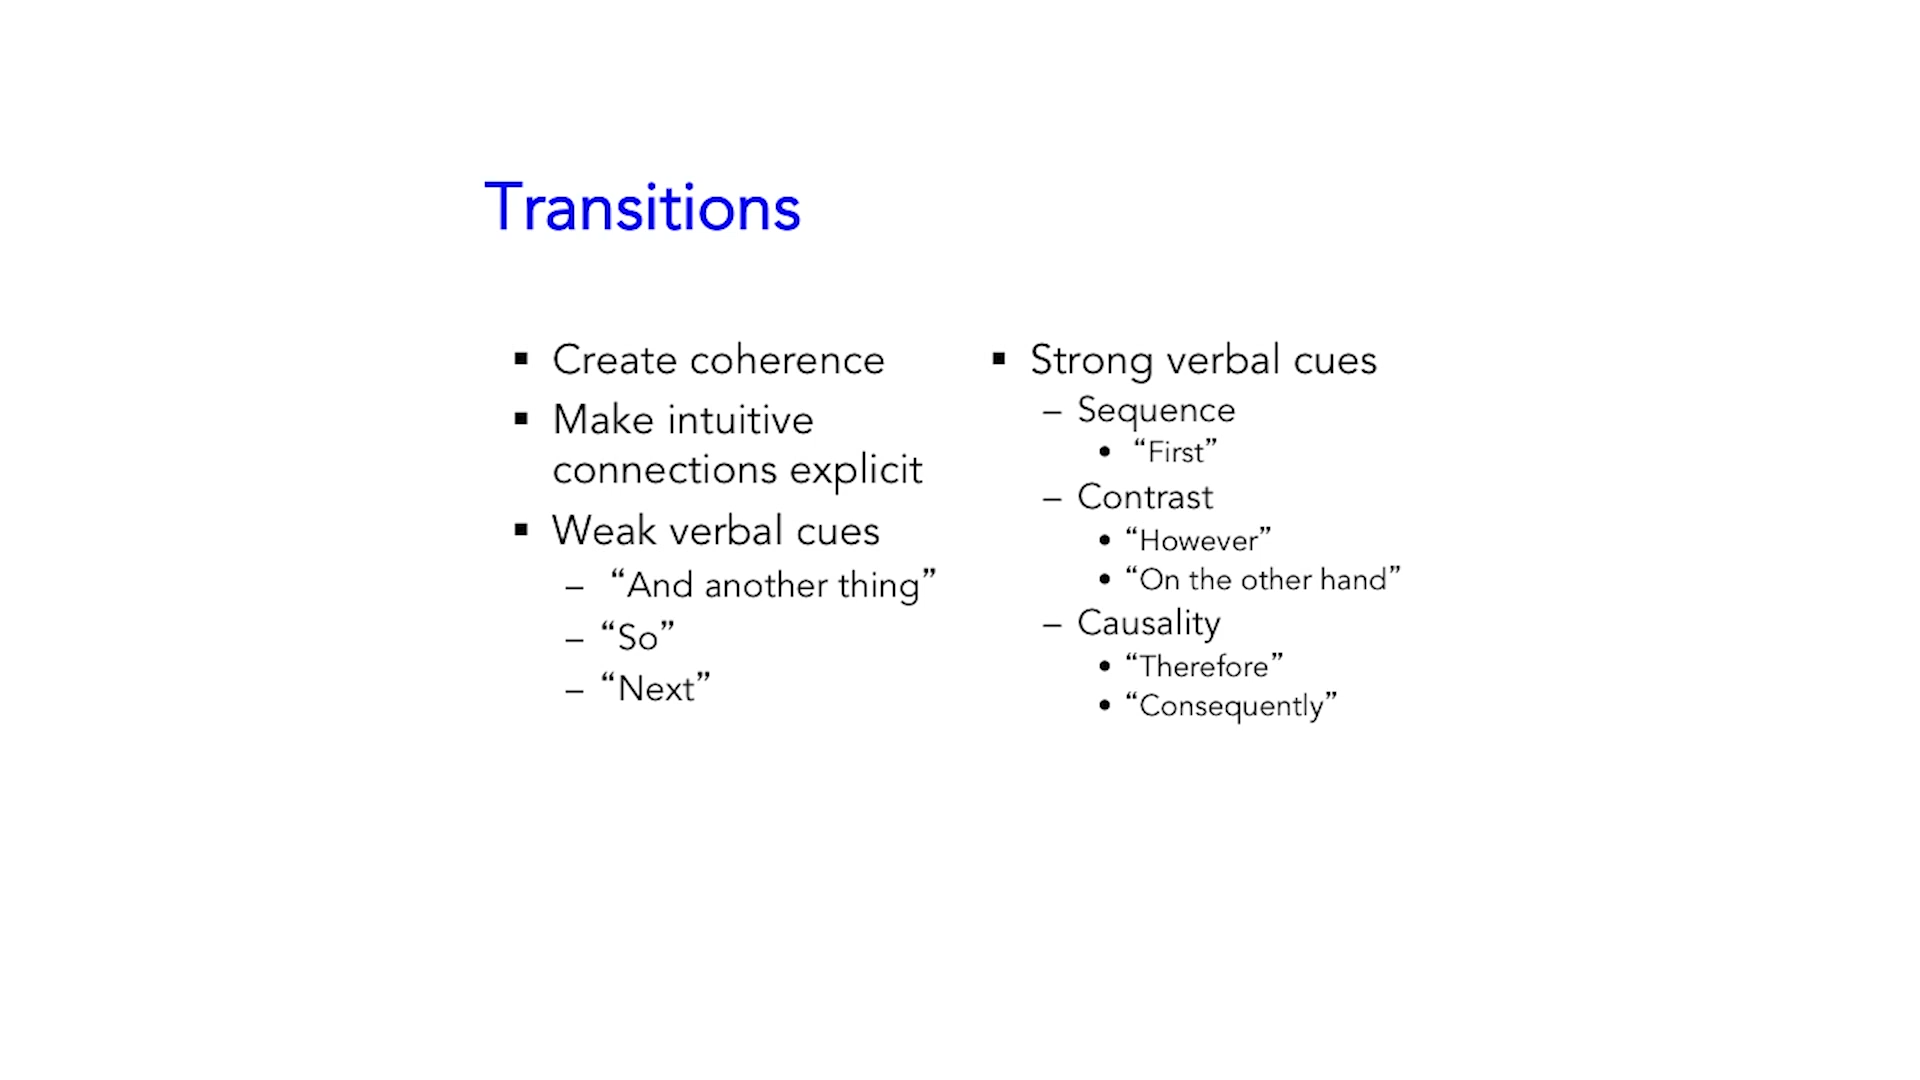 Transitions
▪ Create coherence
▪ Make intuitive
connections explicit
▪ Weak verbal cues
– “And another thing”
– “So”
– “Next”
▪ Strong verbal cues
– Sequence
• “First”
– Contrast
• “However”
• “On the other hand”
– Causality
• “Therefore”
• “Consequently”